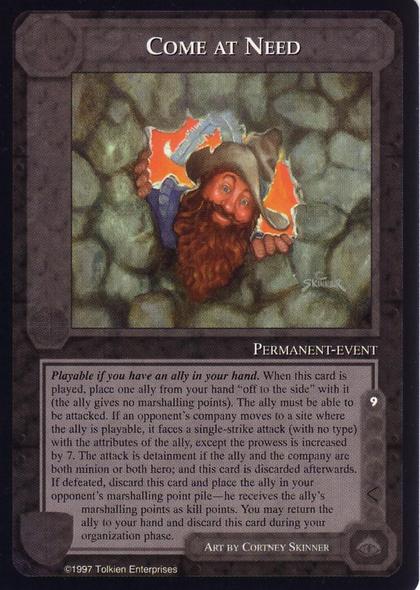 COME AT NEED
SKINNER
PERMANENT-EVENT
Playable if you have an ally in your hand. When this card is
played, place one ally from your hand "off to the side" with it
(the ally gives no marshalling points). The ally must be able to
be attacked. If an opponent's company moves to a site where
the ally is playable, it faces a single-strike attack (with no type)
with the attributes of the ally, except the prowess is increased
by 7. The attack is detainment if the ally and the company are
both minion or both hero; and this card is discarded afterwards.
If defeated, discard this card and place the ally in your
opponent's marshalling point pile—he receives the ally's
marshalling points as kill points. You may return the
ally to your hand and discard this card during your
organization phase.
9
ART BY CORTNEY SKINNER
©1997 Tolkien Enterprises